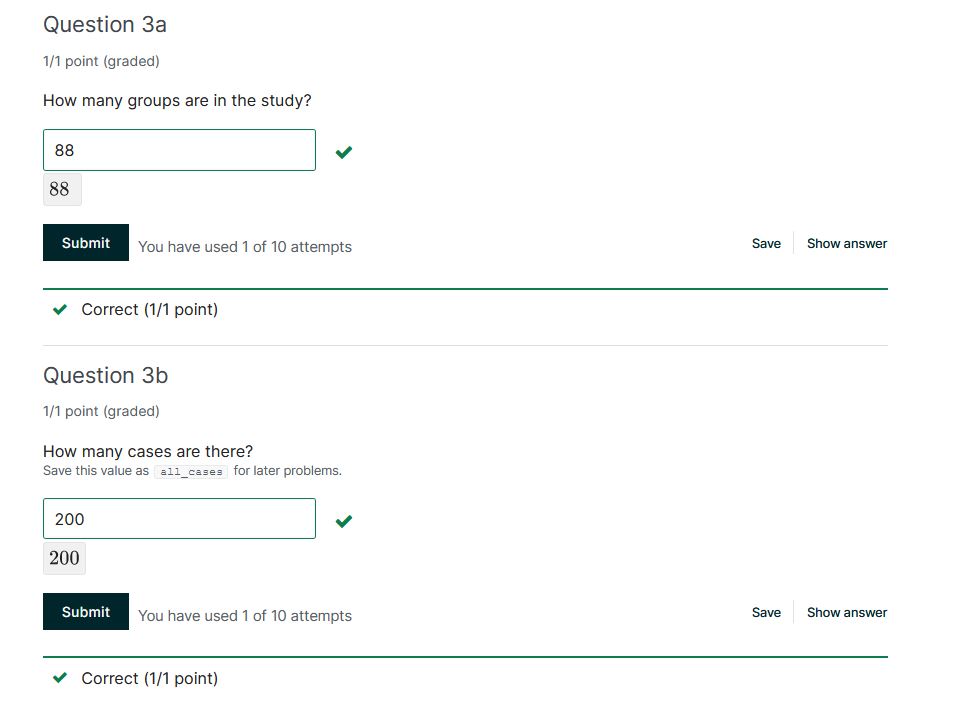 Question 3a
1/1 point (graded)
How many groups are in the study?
88
88
Submit You have used 1 of 10 attempts Save Show answer
Correct (1/1 point)
Question 3b
1/1 point (graded)
How many cases are there?
Save this value as all_cases for later problems.
200
200
Submit You have used 1 of 10 attempts Save Show answer
Correct (1/1 point)